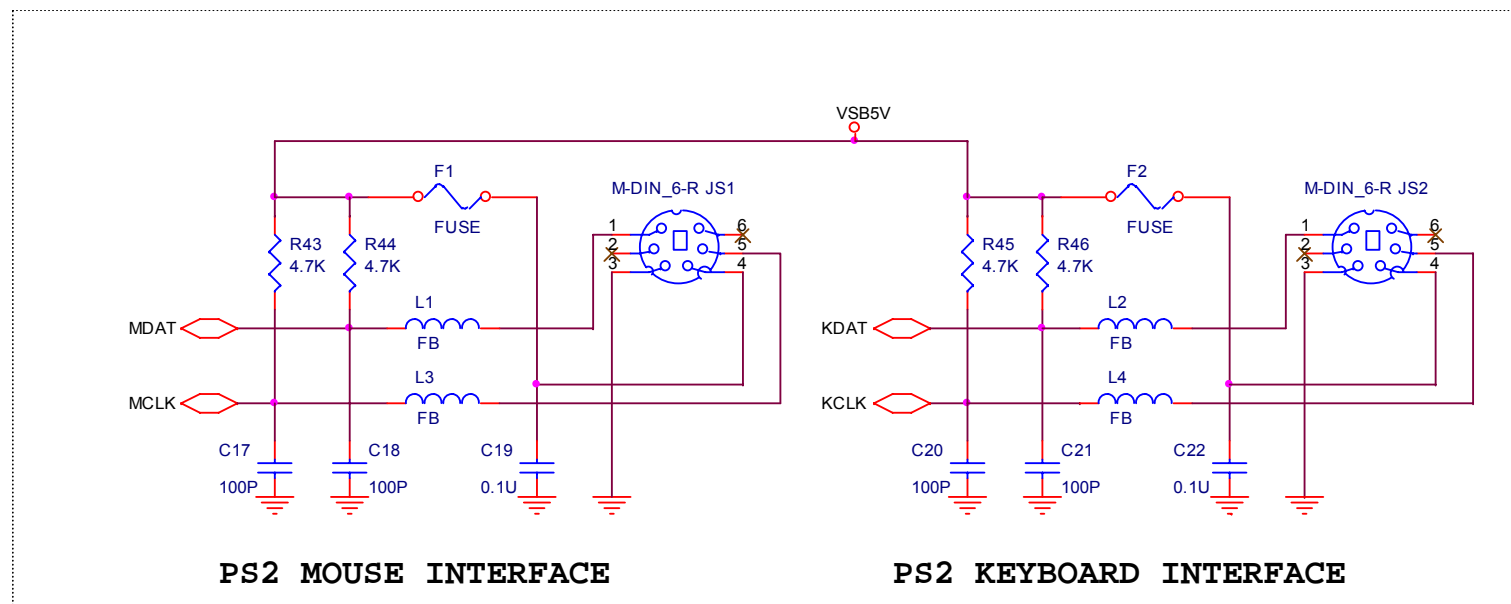 VSB5V
F1
FUSE
M-DIN_6-R JS1
1
2
3
6
5
4
R43
4.7K
R44
4.7K
L1
FB
MDAT
L3
FB
MCLK
C17
100P
C18
100P
C19
0.1U
PS2 MOUSE INTERFACE
F2
FUSE
M-DIN_6-R JS2
1
2
3
6
5
4
R45
4.7K
R46
4.7K
L2
FB
KDAT
L4
FB
KCLK
C20
100P
C21
100P
C22
0.1U
PS2 KEYBOARD INTERFACE